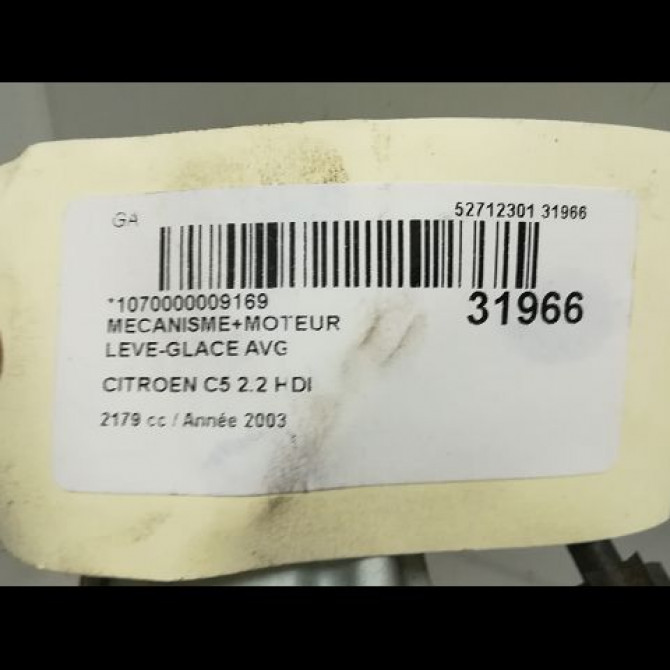 GA
52712301 31966
*1070000009169
31966
MECANISME+MOTEUR
LEVE-GLACE AVG
CITROEN C5 2.2 HDI
2179 cc / Année 2003